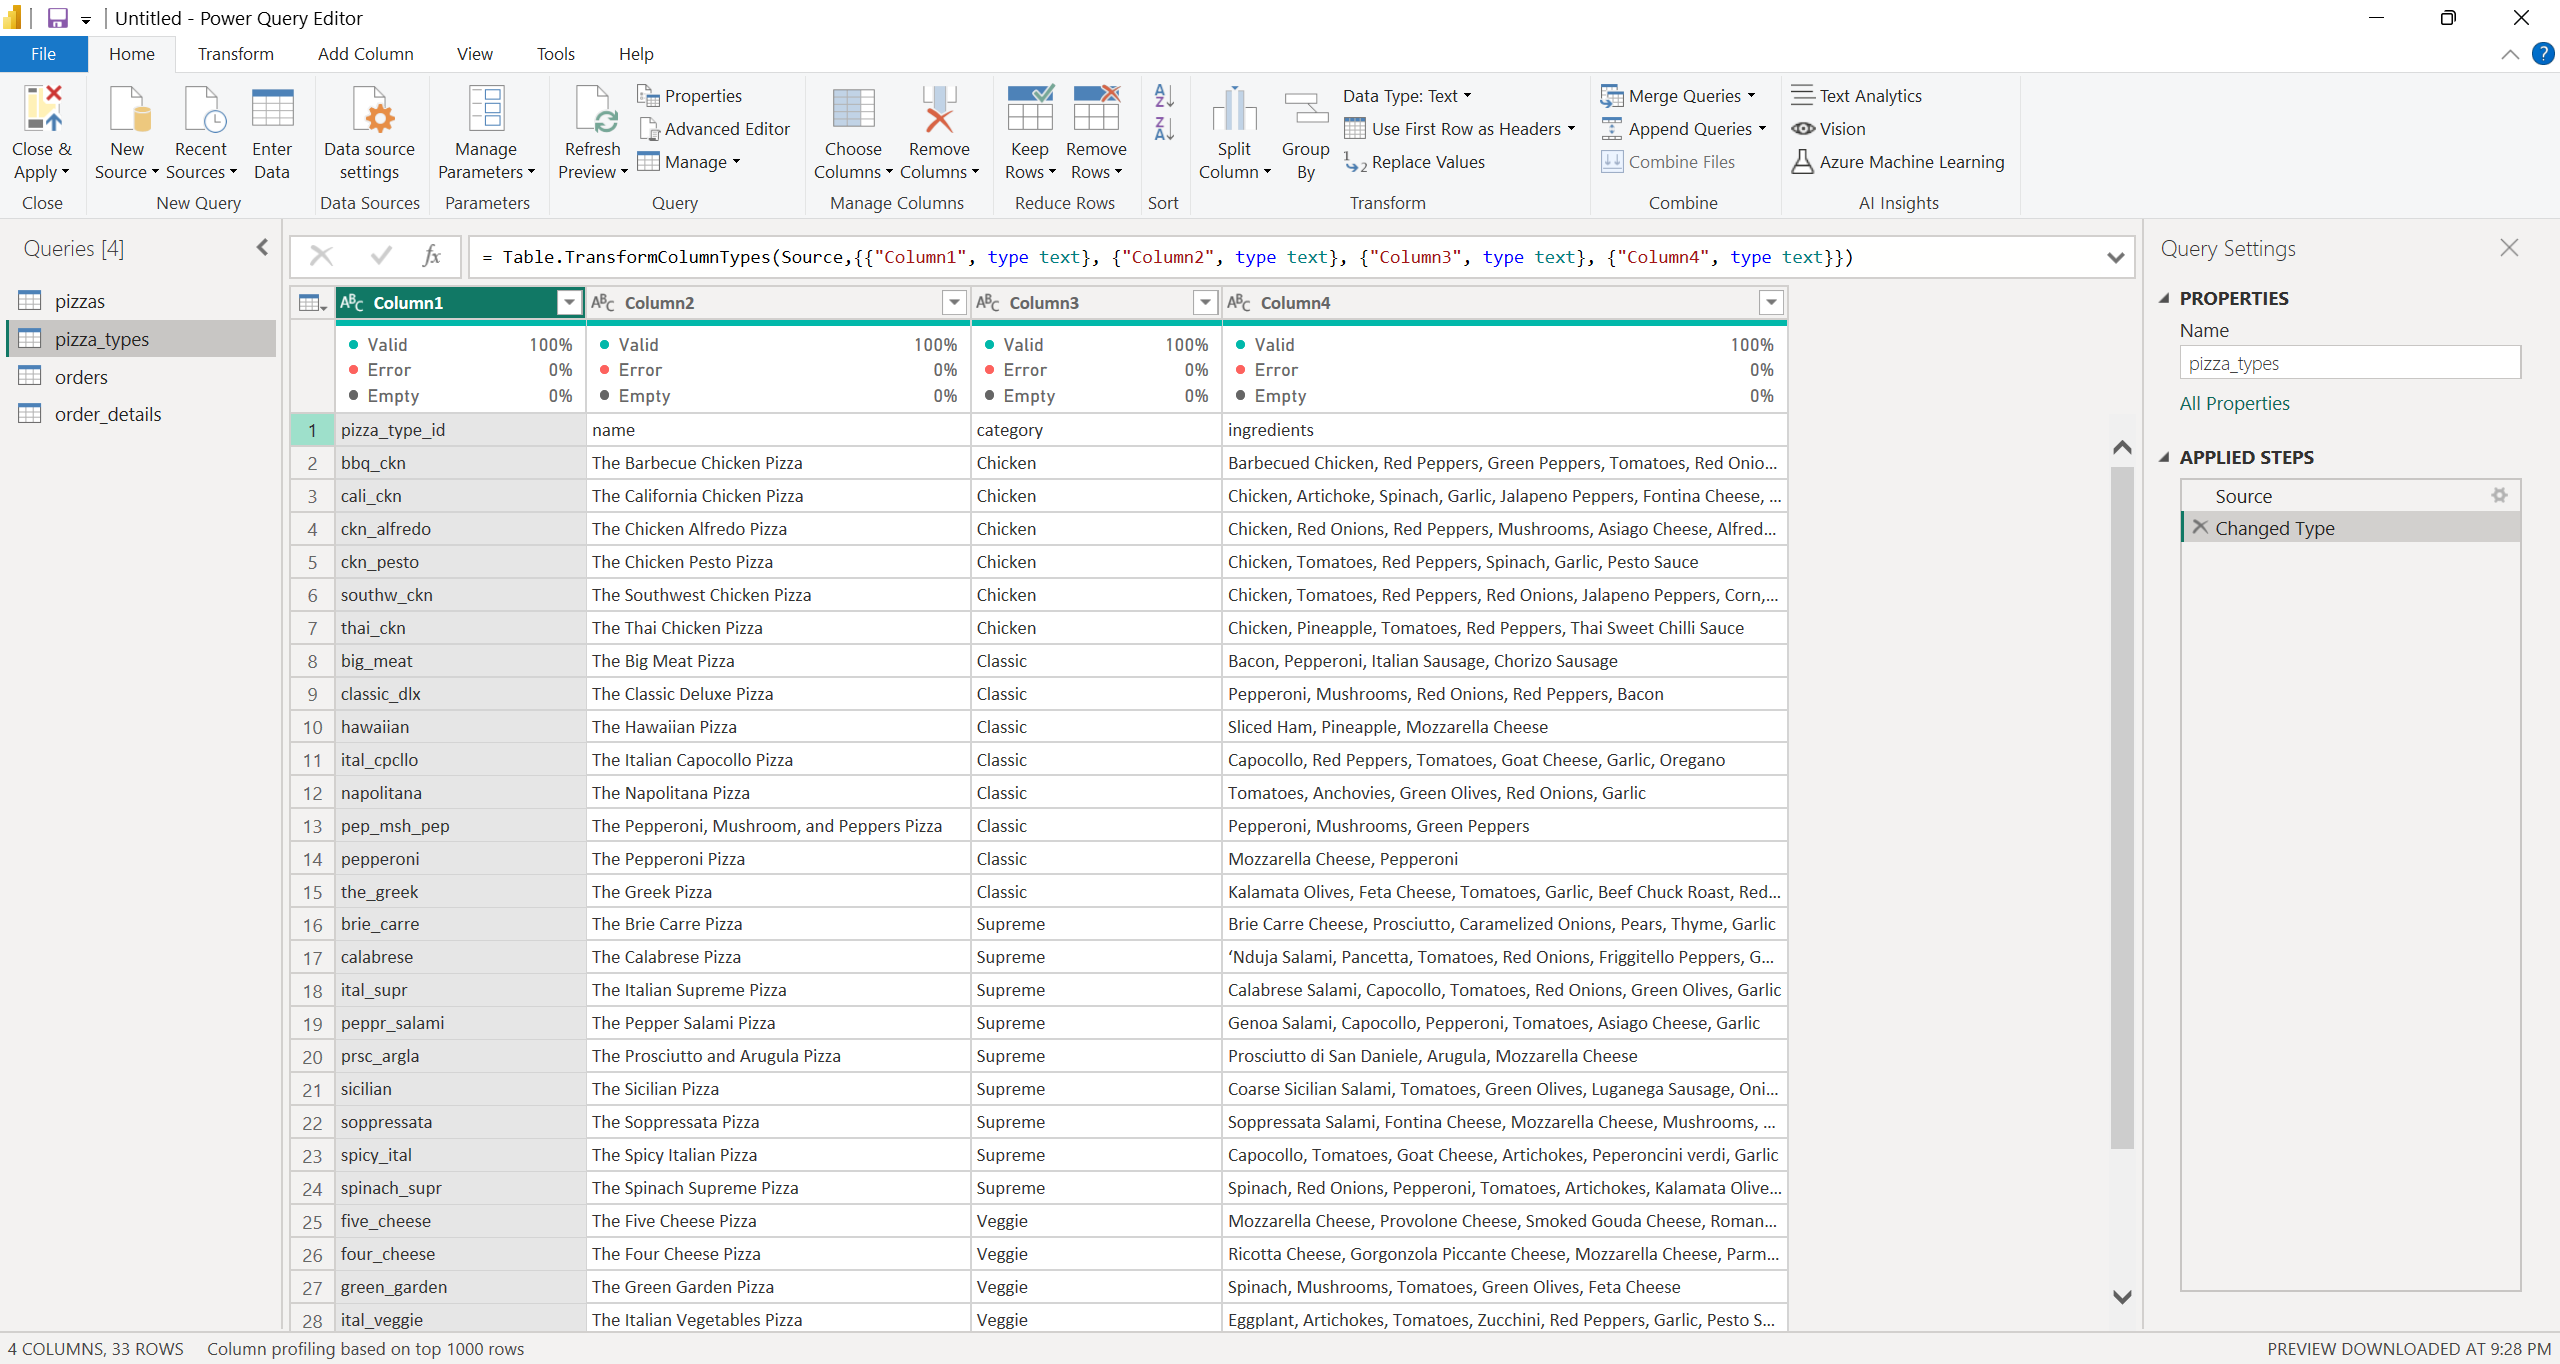 Untitled - Power Query Editor
File Home Transform Add Column View Tools Help
Close & Apply
Close
New Source
Recent Sources
Enter Data
New Query
Data source settings
Data Sources
Manage Parameters
Parameters
Refresh Preview
Properties
Advanced Editor
Manage
Query
Choose Columns
Remove Columns
Manage Columns
Keep Rows
Remove Rows
Reduce Rows
Sort
Split Column
Group By
Data Type: Text
Use First Row as Headers
Replace Values
Transform
Merge Queries
Append Queries
Combine Files
Combine
Text Analytics
Vision
Azure Machine Learning
AI Insights
Queries [4]
pizzas
pizza_types
orders
order_details
fx = Table.TransformColumnTypes(Source,{{"Column1", type text}, {"Column2", type text}, {"Column3", type text}, {"Column4", type text}})
ABC Column1 ABC Column2 ABC Column3 ABC Column4
Valid 100% Valid 100% Valid 100% Valid 100%
Error 0% Error 0% Error 0% Error 0%
Empty 0% Empty 0% Empty 0% Empty 0%
1 pizza_type_id name category ingredients
2 bbq_ckn The Barbecue Chicken Pizza Chicken Barbecued Chicken, Red Peppers, Green Peppers, Tomatoes, Red Onio...
3 cali_ckn The California Chicken Pizza Chicken Chicken, Artichoke, Spinach, Garlic, Jalapeno Peppers, Fontina Cheese, ...
4 ckn_alfredo The Chicken Alfredo Pizza Chicken Chicken, Red Onions, Red Peppers, Mushrooms, Asiago Cheese, Alfred...
5 ckn_pesto The Chicken Pesto Pizza Chicken Chicken, Tomatoes, Red Peppers, Spinach, Garlic, Pesto Sauce
6 southw_ckn The Southwest Chicken Pizza Chicken Chicken, Tomatoes, Red Peppers, Red Onions, Jalapeno Peppers, Corn,...
7 thai_ckn The Thai Chicken Pizza Chicken Chicken, Pineapple, Tomatoes, Red Peppers, Thai Sweet Chilli Sauce
8 big_meat The Big Meat Pizza Classic Bacon, Pepperoni, Italian Sausage, Chorizo Sausage
9 classic_dlx The Classic Deluxe Pizza Classic Pepperoni, Mushrooms, Red Onions, Red Peppers, Bacon
10 hawaiian The Hawaiian Pizza Classic Sliced Ham, Pineapple, Mozzarella Cheese
11 ital_cpcllo The Italian Capocollo Pizza Classic Capocollo, Red Peppers, Tomatoes, Goat Cheese, Garlic, Oregano
12 napolitana The Napolitana Pizza Classic Tomatoes, Anchovies, Green Olives, Red Onions, Garlic
13 pep_msh_pep The Pepperoni, Mushroom, and Peppers Pizza Classic Pepperoni, Mushrooms, Green Peppers
14 pepperoni The Pepperoni Pizza Classic Mozzarella Cheese, Pepperoni
15 the_greek The Greek Pizza Classic Kalamata Olives, Feta Cheese, Tomatoes, Garlic, Beef Chuck Roast, Red...
16 brie_carre The Brie Carre Pizza Supreme Brie Carre Cheese, Prosciutto, Caramelized Onions, Pears, Thyme, Garlic
17 calabrese The Calabrese Pizza Supreme ‘Nduja Salami, Pancetta, Tomatoes, Red Onions, Friggitello Peppers, G...
18 ital_supr The Italian Supreme Pizza Supreme Calabrese Salami, Capocollo, Tomatoes, Red Onions, Green Olives, Garlic
19 peppr_salami The Pepper Salami Pizza Supreme Genoa Salami, Capocollo, Pepperoni, Tomatoes, Asiago Cheese, Garlic
20 prsc_argla The Prosciutto and Arugula Pizza Supreme Prosciutto di San Daniele, Arugula, Mozzarella Cheese
21 sicilian The Sicilian Pizza Supreme Coarse Sicilian Salami, Tomatoes, Green Olives, Luganega Sausage, Oni...
22 soppressata The Soppressata Pizza Supreme Soppressata Salami, Fontina Cheese, Mozzarella Cheese, Mushrooms, ...
23 spicy_ital The Spicy Italian Pizza Supreme Capocollo, Tomatoes, Goat Cheese, Artichokes, Peperoncini verdi, Garlic
24 spinach_supr The Spinach Supreme Pizza Supreme Spinach, Red Onions, Pepperoni, Tomatoes, Artichokes, Kalamata Olive...
25 five_cheese The Five Cheese Pizza Veggie Mozzarella Cheese, Provolone Cheese, Smoked Gouda Cheese, Roman...
26 four_cheese The Four Cheese Pizza Veggie Ricotta Cheese, Gorgonzola Piccante Cheese, Mozzarella Cheese, Parm...
27 green_garden The Green Garden Pizza Veggie Spinach, Mushrooms, Tomatoes, Green Olives, Feta Cheese
28 ital_veggie The Italian Vegetables Pizza Veggie Eggplant, Artichokes, Tomatoes, Zucchini, Red Peppers, Garlic, Pesto S...
Query Settings
PROPERTIES
Name
pizza_types
All Properties
APPLIED STEPS
Source
Changed Type
4 COLUMNS, 33 ROWS Column profiling based on top 1000 rows
PREVIEW DOWNLOADED AT 9:28 PM